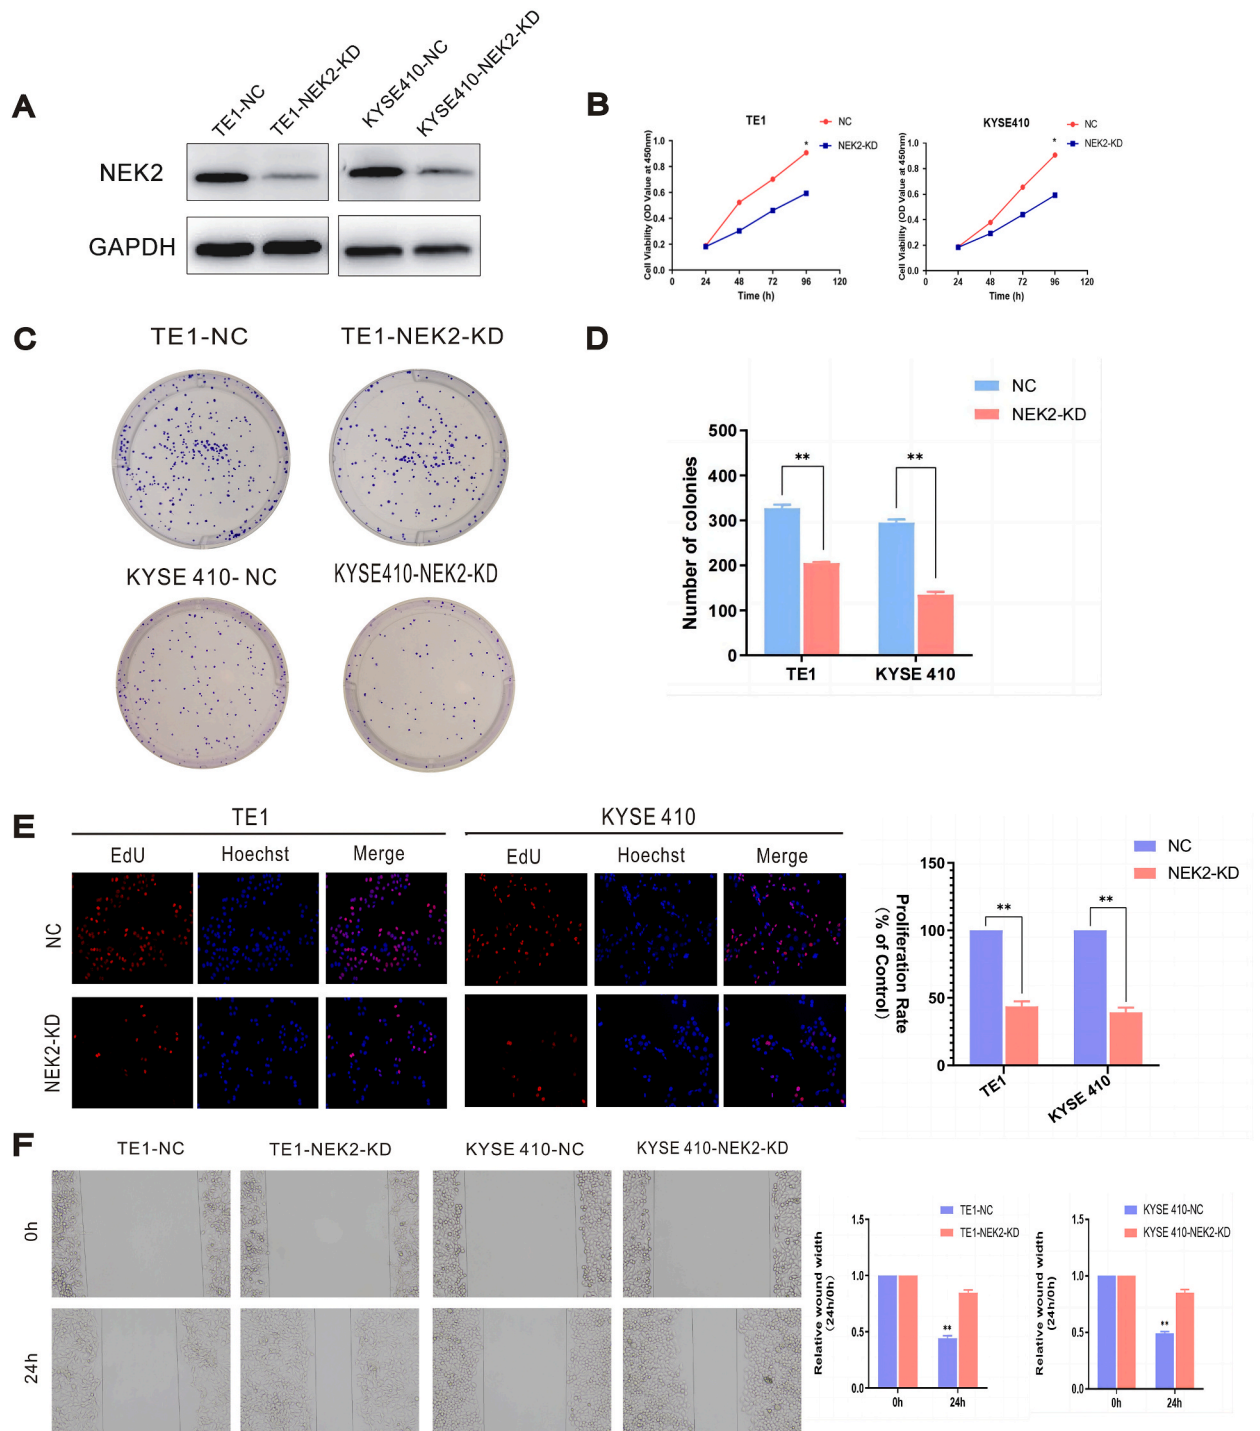 A
TE1-NC
TE1-NEK2-KD
KYSE410-NC
KYSE410-NEK2-KD
NEK2
GAPDH
B
TE1
NC
NEK2-KD
Cell Viability (OD Value at 450nm)
1.0
0.8
0.6
0.4
0.2
0.0
*
0 24 48 72 96 120
Time (h)
KYSE410
NC
NEK2-KD
Cell Viability (OD Value at 450nm)
1.0
0.8
0.6
0.4
0.2
0.0
*
0 24 48 72 96 120
Time (h)
C
TE1-NC
TE1-NEK2-KD
KYSE 410- NC
KYSE410-NEK2-KD
D
NC
NEK2-KD
Number of colonies
500
400
300
200
100
0
** **
TE1 KYSE 410
E
TE1
KYSE 410
EdU Hoechst Merge
EdU Hoechst Merge
NC
NEK2-KD
NC
NEK2-KD
Proliferation Rate
(% of Control)
150
100
50
0
** **
TE1
KYSE 410
F
TE1-NC
TE1-NEK2-KD
KYSE 410-NC
KYSE 410-NEK2-KD
0h
24h
TE1-NC
TE1-NEK2-KD
Relative wound width
(24h/0h)
1.5
1.0
0.5
0.0
**
0h 24h
KYSE 410-NC
KYSE 410-NEK2-KD
Relative wound width
(24h/0h)
1.5
1.0
0.5
0.0
**
0h 24h